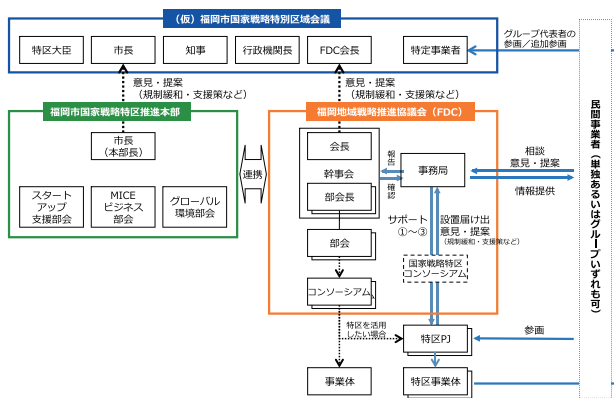 （仮）福岡市国家戦略特別区域会議
特区大臣
市長
知事
行政機関長
FDC会長
特定事業者
グループ代表者の
参画／追加参画
意見・提案
（規制緩和・支援策など）
意見・提案
（規制緩和・支援策など）
福岡市国家戦略特区推進本部
市長
（本部長）
スタート
アップ
支援部会
MICE
ビジネス
部会
グローバル
環境部会
連携
福岡地域戦略推進協議会（FDC）
会長
幹事会
部会長
報告
確認
事務局
部会
コンソーシアム
サポート
①～③
設置届け出
意見・提案
（規制緩和・支援策など）
国家戦略特区
コンソーシアム
相談
意見・提案
情報提供
民間事業者（単独あるいはグループいずれも可）
特区を活用
したい場合
特区PJ
参画
事業体
特区事業体